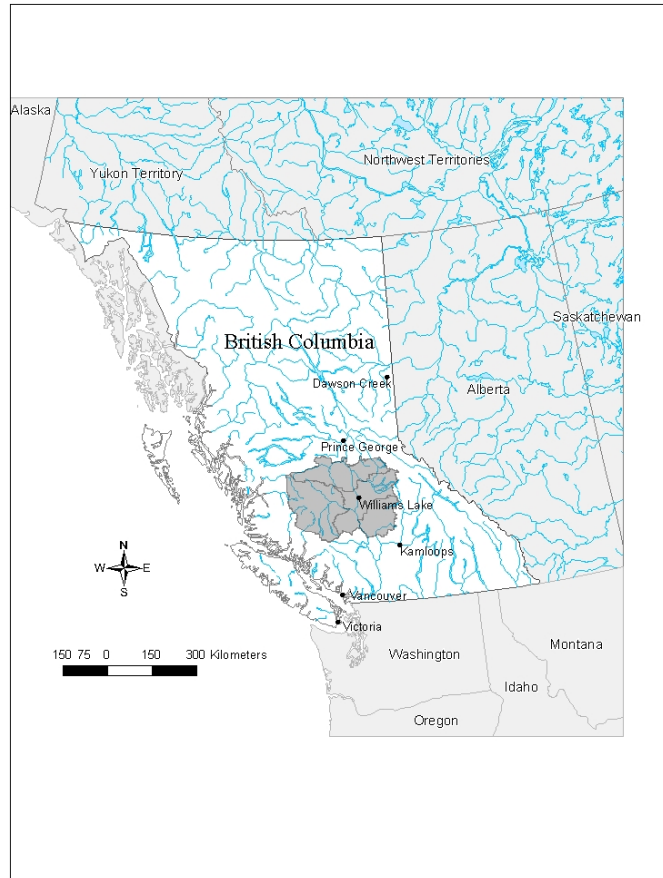 Alaska
Northwest Territories
Yukon Territory
Saskatchewan
British Columbia
Dawson Creek
Alberta
Prince George
Williams Lake
Kamloops
N
W E
S
Vancouver
Victoria
150 75 0 150 300 Kilometers
Washington
Montana
Idaho
Oregon